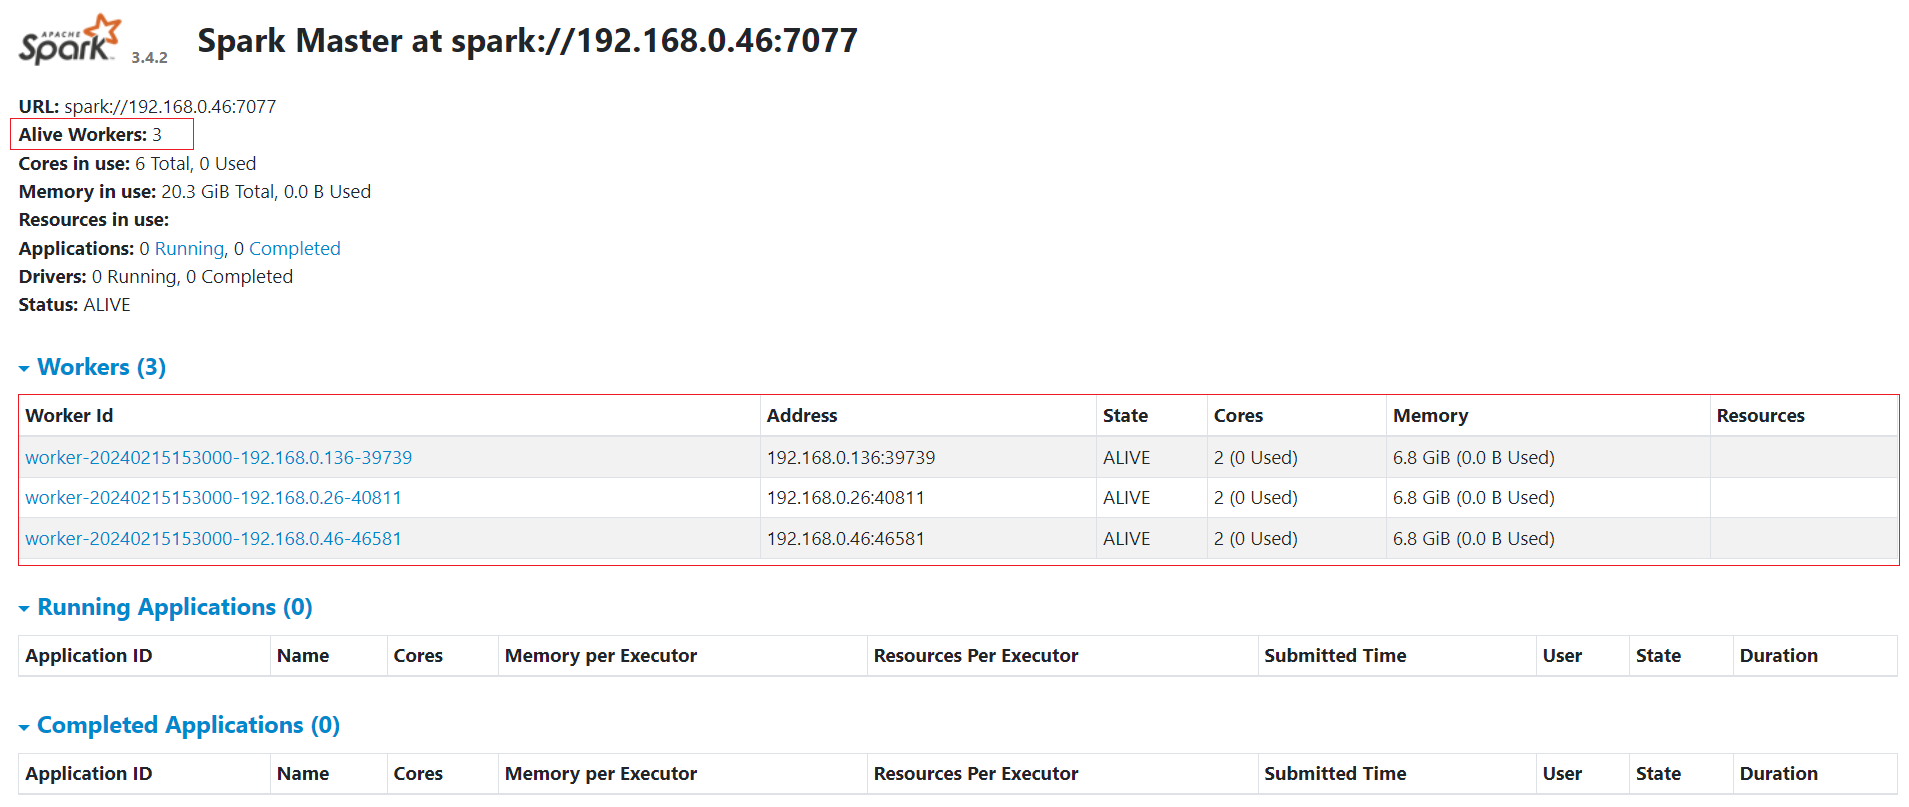 APACHE
Spark 3.4.2 Spark Master at spark://192.168.0.46:7077
URL: spark://192.168.0.46:7077
Alive Workers: 3
Cores in use: 6 Total, 0 Used
Memory in use: 20.3 GiB Total, 0.0 B Used
Resources in use:
Applications: 0 Running, 0 Completed
Drivers: 0 Running, 0 Completed
Status: ALIVE
Workers (3)
Worker Id Address State Cores Memory Resources
worker-20240215153000-192.168.0.136-39739 192.168.0.136:39739 ALIVE 2 (0 Used) 6.8 GiB (0.0 B Used)
worker-20240215153000-192.168.0.26-40811 192.168.0.26:40811 ALIVE 2 (0 Used) 6.8 GiB (0.0 B Used)
worker-20240215153000-192.168.0.46-46581 192.168.0.46:46581 ALIVE 2 (0 Used) 6.8 GiB (0.0 B Used)
Running Applications (0)
Application ID Name Cores Memory per Executor Resources Per Executor Submitted Time User State Duration
Completed Applications (0)
Application ID Name Cores Memory per Executor Resources Per Executor Submitted Time User State Duration